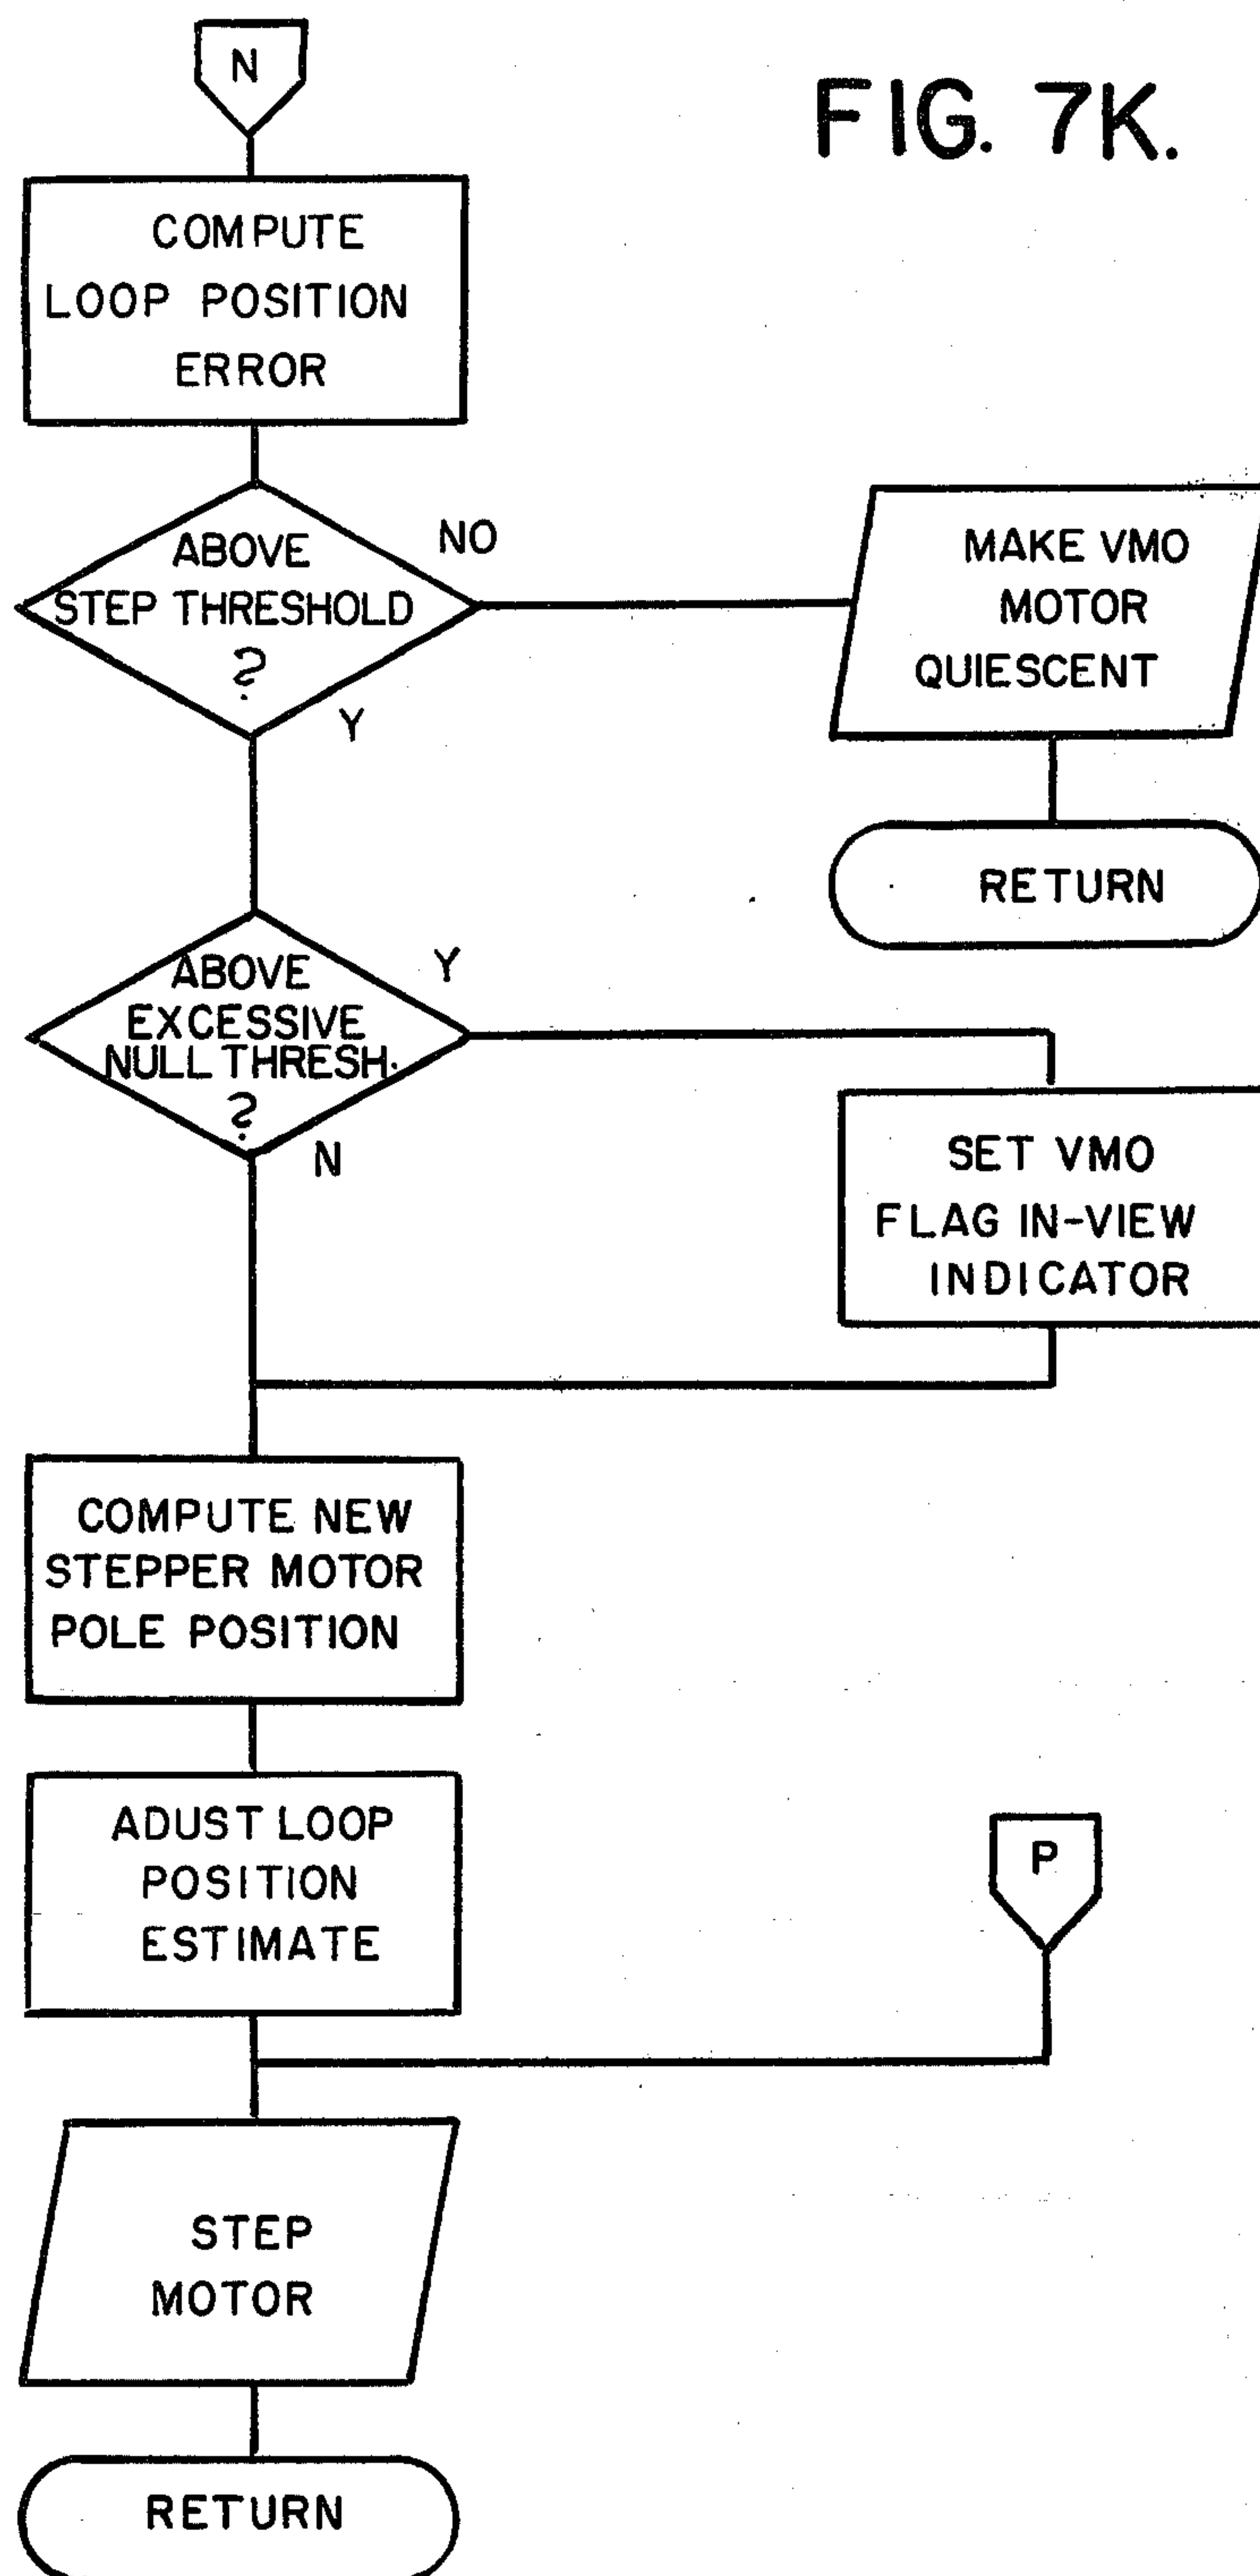 N
FIG. 7K.
COMPUTE
LOOP POSITION
ERROR
ABOVE
STEP THRESHOLD
?
NO
Y
MAKE VMO
MOTOR
QUIESCENT
RETURN
ABOVE
EXCESSIVE
NULL THRESH.
?
Y
N
SET VMO
FLAG IN-VIEW
INDICATOR
COMPUTE NEW
STEPPER MOTOR
POLE POSITION
ADUST LOOP
POSITION
ESTIMATE
P
STEP
MOTOR
RETURN